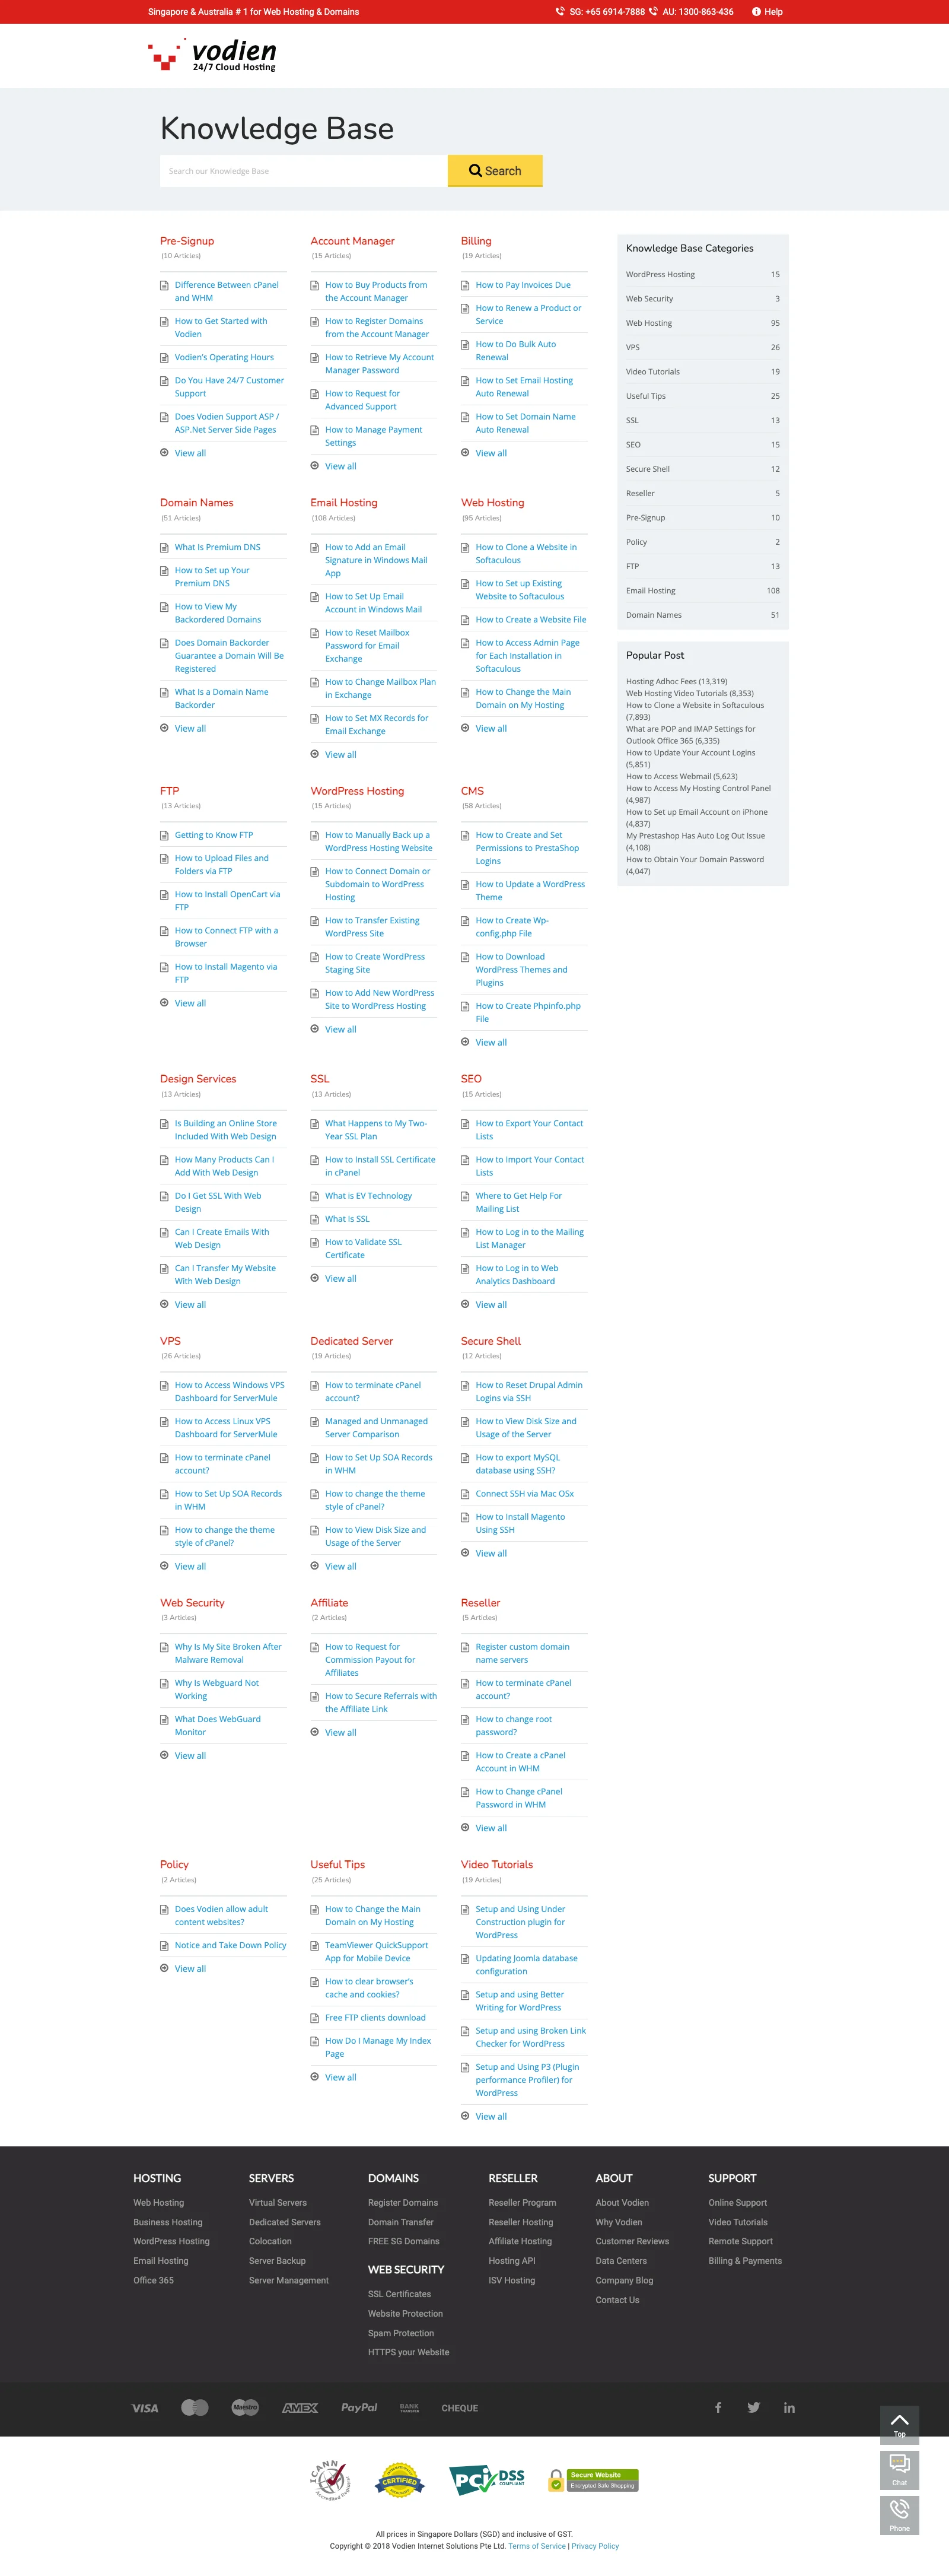 Singapore & Australia # 1 for Web Hosting & Domains
SG: +65 6914-7888 AU: 1300-863-436 Help
vodien
24/7 Cloud Hosting
Knowledge Base
Search our Knowledge Base
Search
Pre-Signup
(10 Articles)
Difference Between cPanel
and WHM
How to Get Started with
Vodien
Vodien's Operating Hours
Do You Have 24/7 Customer
Support
Does Vodien Support ASP /
ASP.Net Server Side Pages
View all
Account Manager
(15 Articles)
How to Buy Products from
the Account Manager
How to Register Domains
from the Account Manager
How to Retrieve My Account
Manager Password
How to Request for
Advanced Support
How to Manage Payment
Settings
View all
Billing
(19 Articles)
How to Pay Invoices Due
How to Renew a Product or
Service
How to Do Bulk Auto
Renewal
How to Set Email Hosting
Auto Renewal
How to Set Domain Name
Auto Renewal
View all
Domain Names
(51 Articles)
What Is Premium DNS
How to Set up Your
Premium DNS
How to View My
Backordered Domains
Does Domain Backorder
Guarantee a Domain Will Be
Registered
What Is a Domain Name
Backorder
View all
Email Hosting
(108 Articles)
How to Add an Email
Signature in Windows Mail
App
How to Set Up Email
Account in Windows Mail
How to Reset Mailbox
Password for Email
Exchange
How to Change Mailbox Plan
in Exchange
How to Set MX Records for
Email Exchange
View all
Web Hosting
(95 Articles)
How to Clone a Website in
Softaculous
How to Set up Existing
Website to Softaculous
How to Create a Website File
How to Access Admin Page
for Each Installation in
Softaculous
How to Change the Main
Domain on My Hosting
View all
FTP
(13 Articles)
Getting to Know FTP
How to Upload Files and
Folders via FTP
How to Install OpenCart via
FTP
How to Connect FTP with a
Browser
How to Install Magento via
FTP
View all
WordPress Hosting
(15 Articles)
How to Manually Back up a
WordPress Hosting Website
How to Connect Domain or
Subdomain to WordPress
Hosting
How to Transfer Existing
WordPress Site
How to Create WordPress
Staging Site
How to Add New WordPress
Site to WordPress Hosting
View all
CMS
(58 Articles)
How to Create and Set
Permissions to PrestaShop
Logins
How to Update a WordPress
Theme
How to Create Wp-
config.php File
How to Download
WordPress Themes and
Plugins
How to Create Phpinfo.php
File
View all
Design Services
(13 Articles)
Is Building an Online Store
Included With Web Design
How Many Products Can I
Add With Web Design
Do I Get SSL With Web
Design
Can I Create Emails With
Web Design
Can I Transfer My Website
With Web Design
View all
SSL
(13 Articles)
What Happens to My Two-
Year SSL Plan
How to Install SSL Certificate
in cPanel
What is EV Technology
What Is SSL
How to Validate SSL
Certificate
View all
SEO
(15 Articles)
How to Export Your Contact
Lists
How to Import Your Contact
Lists
Where to Get Help For
Mailing List
How to Log in to the Mailing
List Manager
How to Log in to Web
Analytics Dashboard
View all
VPS
(26 Articles)
How to Access Windows VPS
Dashboard for ServerMule
How to Access Linux VPS
Dashboard for ServerMule
How to terminate cPanel
account?
How to Set Up SOA Records
in WHM
How to change the theme
style of cPanel?
View all
Dedicated Server
(19 Articles)
How to terminate cPanel
account?
Managed and Unmanaged
Server Comparison
How to Set Up SOA Records
in WHM
How to change the theme
style of cPanel?
How to View Disk Size and
Usage of the Server
View all
Secure Shell
(12 Articles)
How to Reset Drupal Admin
Logins via SSH
How to View Disk Size and
Usage of the Server
How to export MySQL
database using SSH?
Connect SSH via Mac OSx
How to Install Magento
Using SSH
View all
Web Security
(3 Articles)
Why Is My Site Broken After
Malware Removal
Why Is Webguard Not
Working
What Does WebGuard
Monitor
View all
Affiliate
(2 Articles)
How to Request for
Commission Payout for
Affiliates
How to Secure Referrals with
the Affiliate Link
View all
Reseller
(5 Articles)
Register custom domain
name servers
How to terminate cPanel
account?
How to change root
password?
How to Create a cPanel
Account in WHM
How to Change cPanel
Password in WHM
View all
Policy
(2 Articles)
Does Vodien allow adult
content websites?
Notice and Take Down Policy
View all
Useful Tips
(25 Articles)
How to Change the Main
Domain on My Hosting
TeamViewer QuickSupport
App for Mobile Device
How to clear browser's
cache and cookies?
Free FTP clients download
How Do I Manage My Index
Page
View all
Video Tutorials
(19 Articles)
Setup and Using Under
Construction plugin for
WordPress
Updating Joomla database
configuration
Setup and using Better
Writing for WordPress
Setup and using Broken Link
Checker for WordPress
Setup and Using P3 (Plugin
performance Profiler) for
WordPress
View all
Knowledge Base Categories
WordPress Hosting 15
Web Security 3
Web Hosting 95
VPS 26
Video Tutorials 19
Useful Tips 25
SSL 13
SEO 15
Secure Shell 12
Reseller 5
Pre-Signup 10
Policy 2
FTP 13
Email Hosting 108
Domain Names 51
Popular Post
Hosting Adhoc Fees (13,319)
Web Hosting Video Tutorials (8,353)
How to Clone a Website in Softaculous
(7,893)
What are POP and IMAP Settings for
Outlook Office 365 (6,335)
How to Update Your Account Logins
(5,851)
How to Access Webmail (5,623)
How to Access My Hosting Control Panel
(4,987)
How to Set up Email Account on iPhone
(4,837)
My Prestashop Has Auto Log Out Issue
(4,108)
How to Obtain Your Domain Password
(4,047)
HOSTING
Web Hosting
Business Hosting
WordPress Hosting
Email Hosting
Office 365
SERVERS
Virtual Servers
Dedicated Servers
Colocation
Server Backup
Server Management
DOMAINS
Register Domains
Domain Transfer
FREE SG Domains
WEB SECURITY
SSL Certificates
Website Protection
Spam Protection
HTTPS your Website
RESELLER
Reseller Program
Reseller Hosting
Affiliate Hosting
Hosting API
ISV Hosting
ABOUT
About Vodien
Why Vodien
Customer Reviews
Data Centers
Company Blog
Contact Us
SUPPORT
Online Support
Video Tutorials
Remote Support
Billing & Payments
VISA Maestro AMEX PayPal BANK TRANSFER CHEQUE
Top
Chat
Phone
ICANN Accredited Registrar
CERTIFIED
PCI DSS COMPLIANT
Secure Website
Encrypted Safe Shopping
All prices in Singapore Dollars (SGD) and inclusive of GST.
Copyright © 2018 Vodien Internet Solutions Pte Ltd. Terms of Service | Privacy Policy